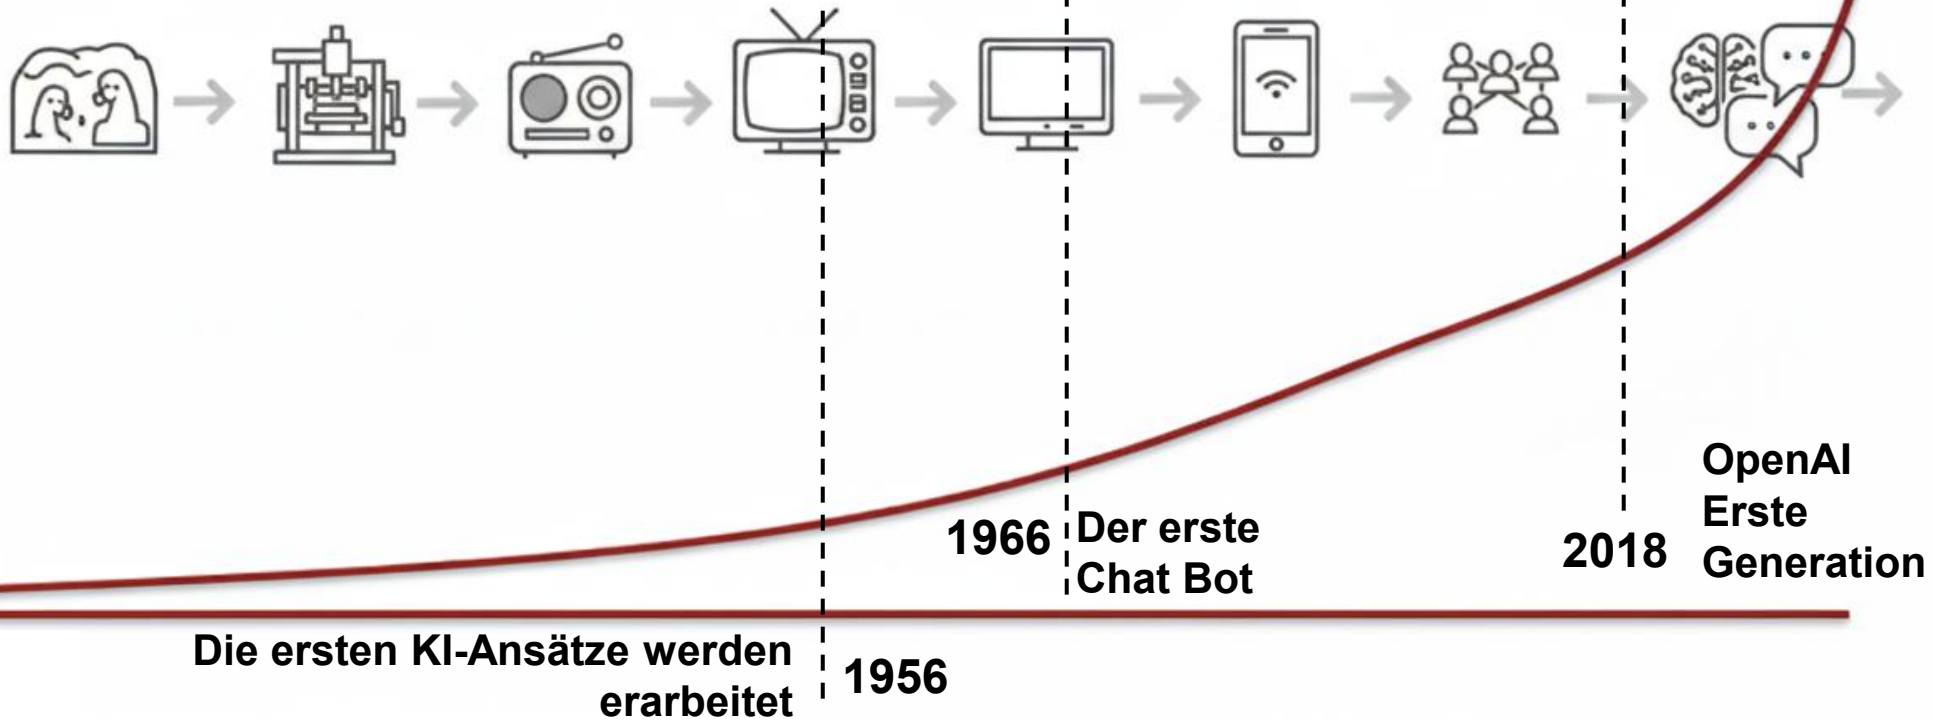 OpenAI
Erste
Generation
2018
1966
Der erste
Chat Bot
Die ersten KI-Ansätze werden
erarbeitet
1956